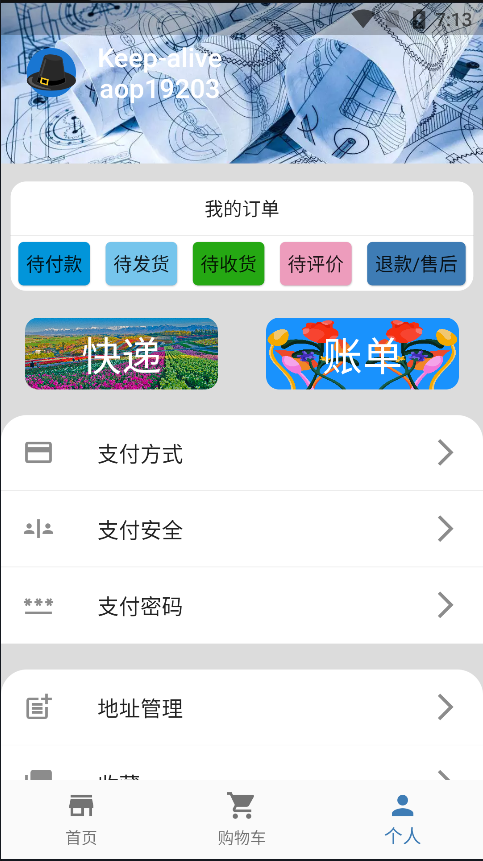 7:13
Keep-alive
aop19203
我的订单
待付款 待发货 待收货 待评价 退款/售后
快递 账单
支付方式
支付安全
支付密码
地址管理
首页 购物车 个人